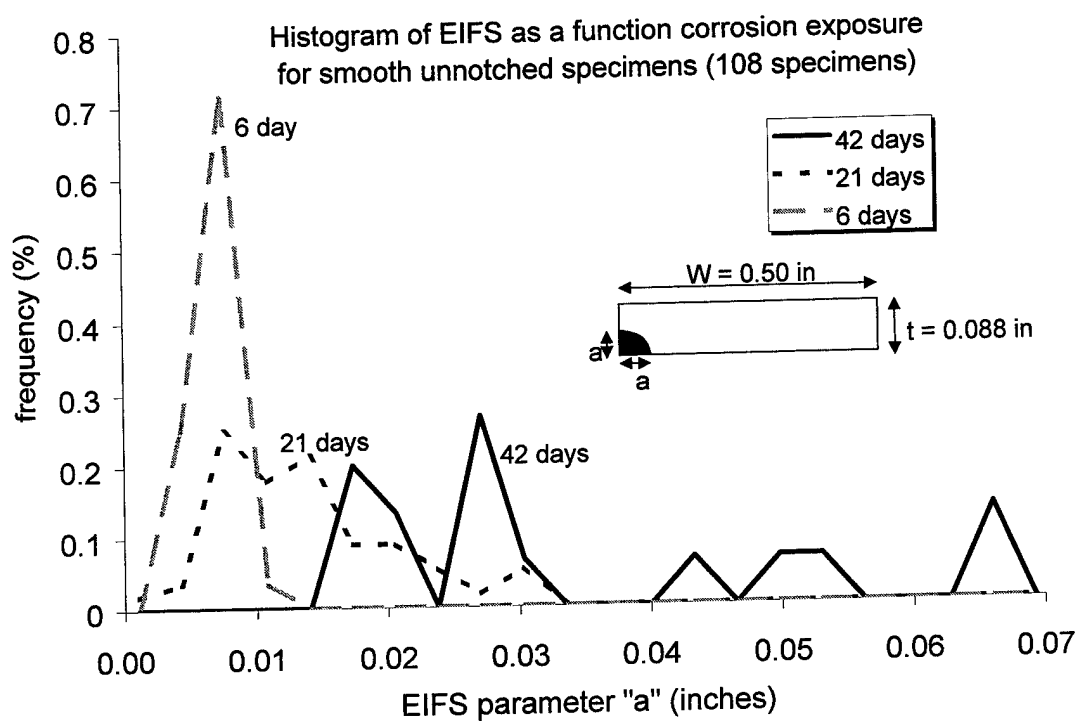 Histogram of EIFS as a function corrosion exposure
for smooth unnotched specimens (108 specimens)
0.8
0.7
0.6
0.5
0.4
0.3
0.2
0.1
0
frequency (%)
6 day
21 days
42 days
42 days
21 days
6 days
W = 0.50 in
t = 0.088 in
a
a
0.00
0.01
0.02
0.03
0.04
0.05
0.06
0.07
EIFS parameter "a" (inches)